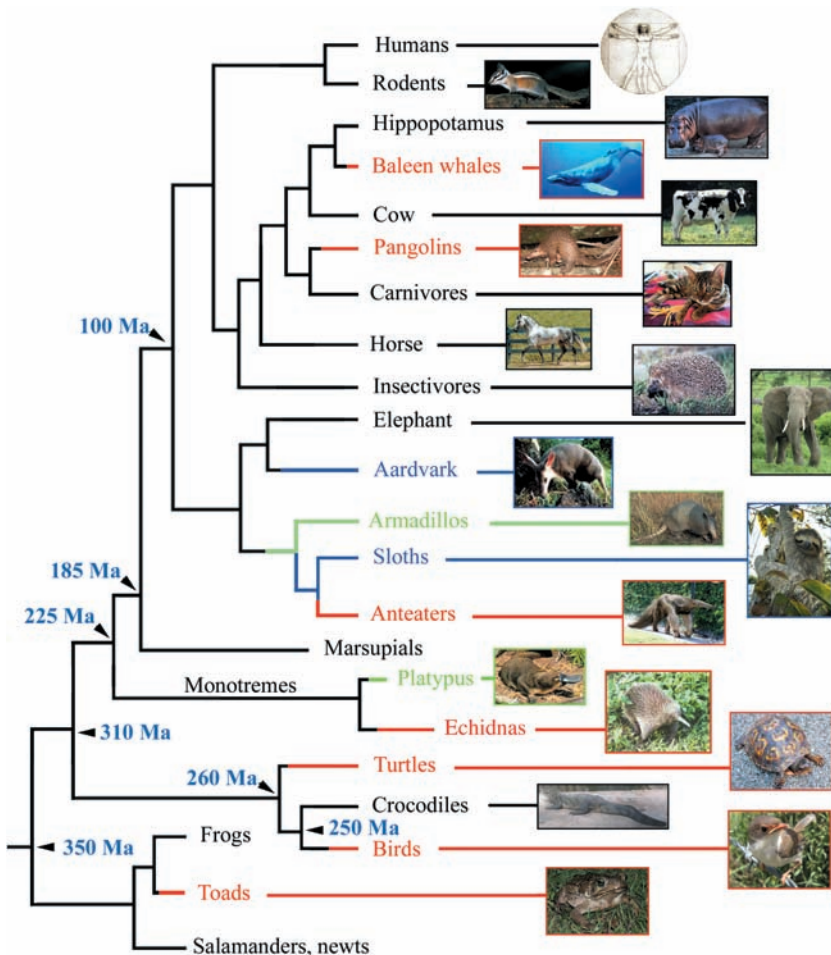 Humans
Rodents
Hippopotamus
Baleen whales
Cow
Pangolins
Carnivores
100 Ma
Horse
Insectivores
Elephant
Aardvark
Armadillos
Sloths
185 Ma
225 Ma
Anteaters
Marsupials
Monotremes
Platypus
Echidnas
310 Ma
Turtles
260 Ma
Crocodiles
250 Ma
Frogs
350 Ma
Birds
Toads
Salamanders, newts